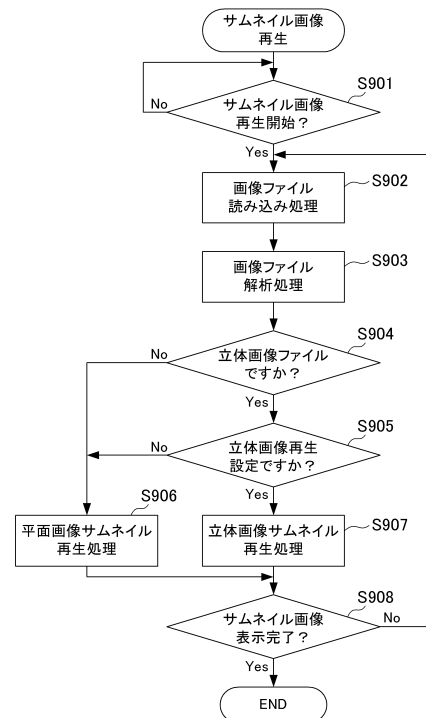 サムネイル画像
再生
S901
サムネイル画像
再生開始？
No
Yes
S902
画像ファイル
読み込み処理
S903
画像ファイル
解析処理
S904
立体画像ファイル
ですか？
No
Yes
S905
立体画像再生
設定ですか？
No
Yes
S906
平面画像サムネイル
再生処理
S907
立体画像サムネイル
再生処理
S908
サムネイル画像
表示完了？
No
Yes
END